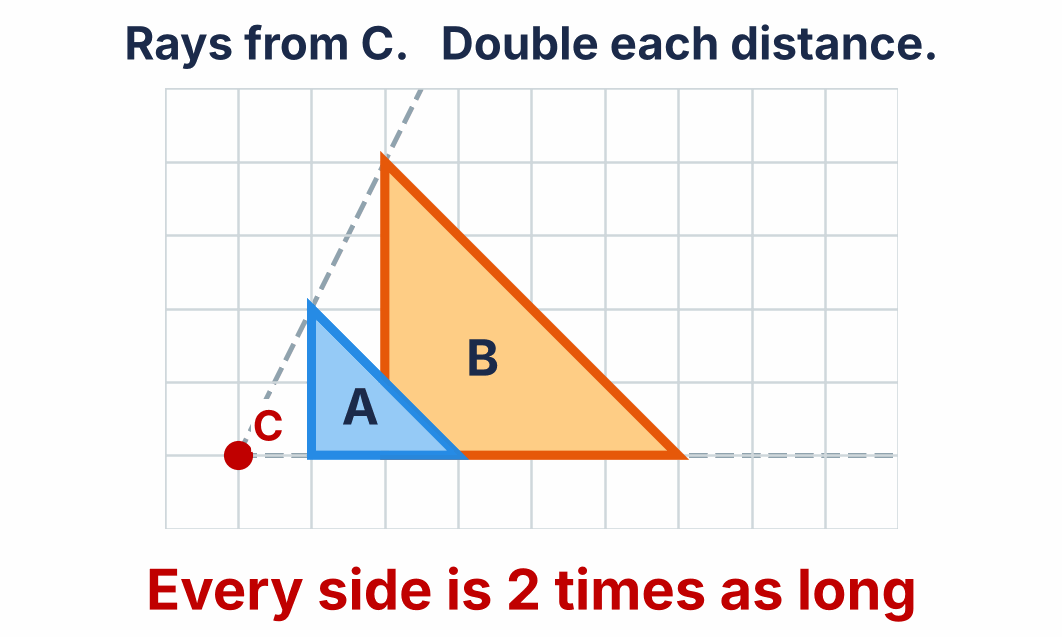 Rays from C. Double each distance.
B
A
C
Every side is 2 times as long